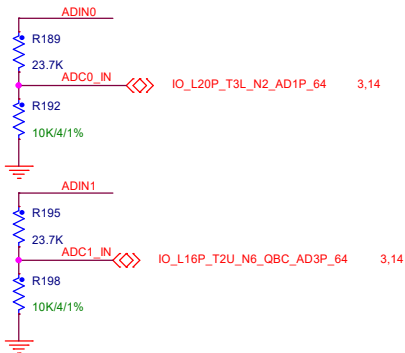 ADIN0
R189
23.7K
ADC0_IN
IO_L20P_T3L_N2_AD1P_64 3,14
R192
10K/4/1%
ADIN1
R195
23.7K
ADC1_IN
IO_L16P_T2U_N6_QBC_AD3P_64 3,14
R198
10K/4/1%